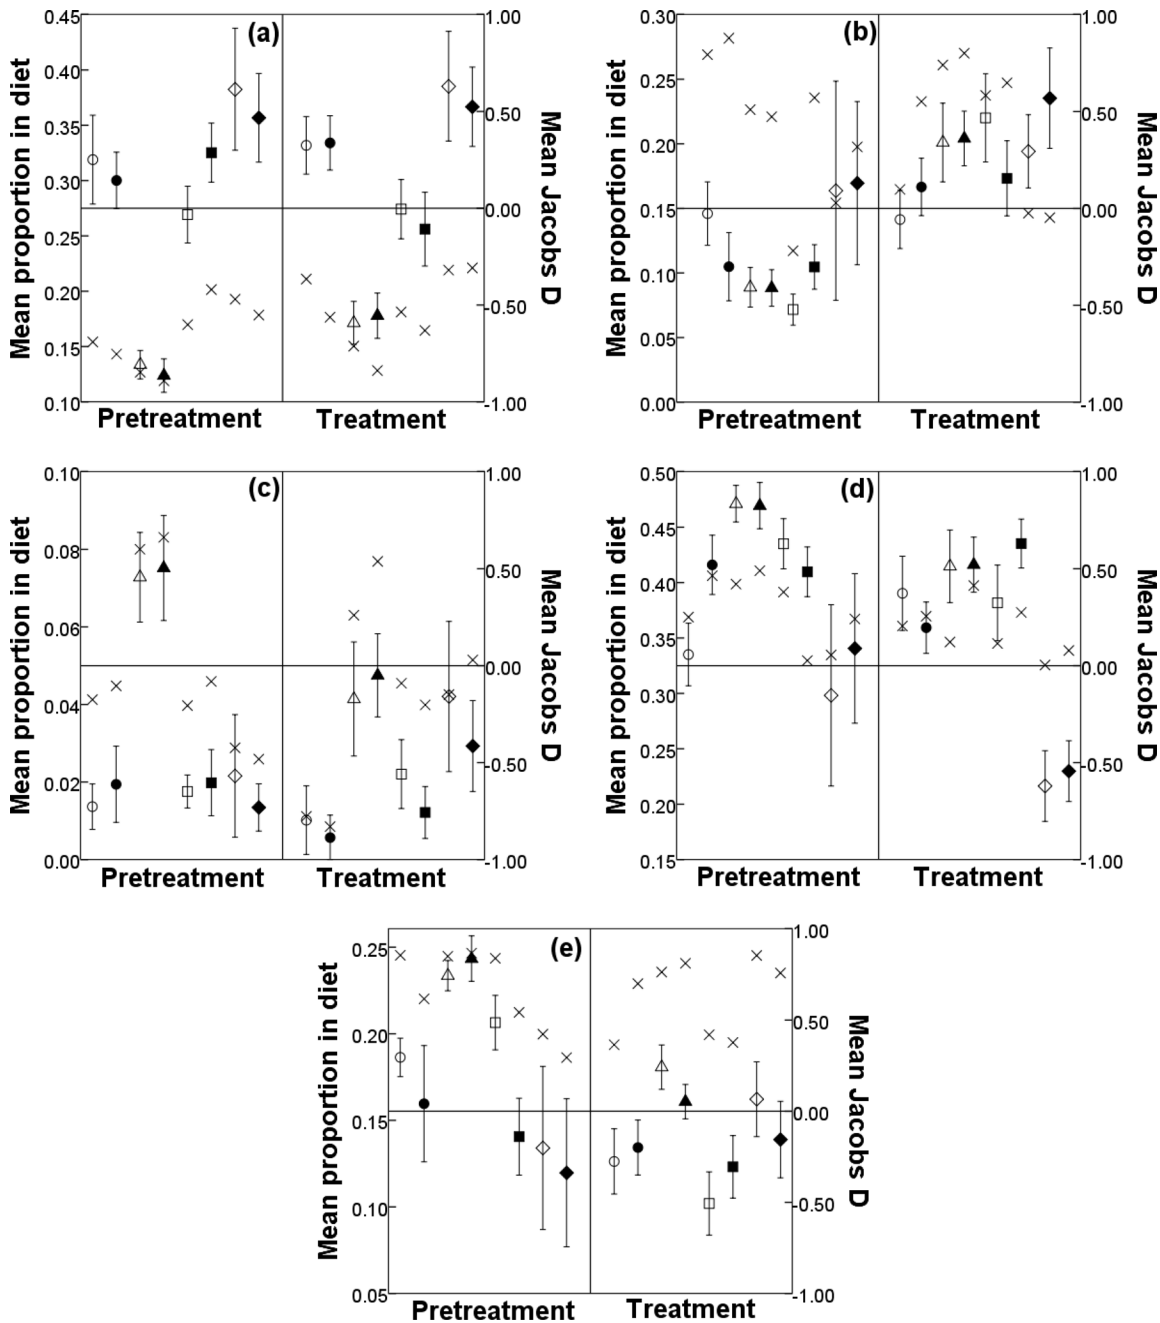 (a)
Mean proportion in diet
0.45
0.40
0.35
0.30
0.25
0.20
0.15
0.10
1.00
0.50
0.00
-0.50
-1.00
Mean Jacobs D
Pretreatment Treatment
(b)
Mean proportion in diet
0.30
0.25
0.20
0.15
0.10
0.05
0.00
1.00
0.50
0.00
-0.50
-1.00
Mean Jacobs D
Pretreatment Treatment
(c)
Mean proportion in diet
0.10
0.08
0.06
0.04
0.02
0.00
1.00
0.50
0.00
-0.50
-1.00
Mean Jacobs D
Pretreatment Treatment
(d)
Mean proportion in diet
0.50
0.45
0.40
0.35
0.30
0.25
0.20
0.15
1.00
0.50
0.00
-0.50
-1.00
Mean Jacobs D
Pretreatment Treatment
(e)
Mean proportion in diet
0.25
0.20
0.15
0.10
0.05
1.00
0.50
0.00
-0.50
-1.00
Mean Jacobs D
Pretreatment Treatment